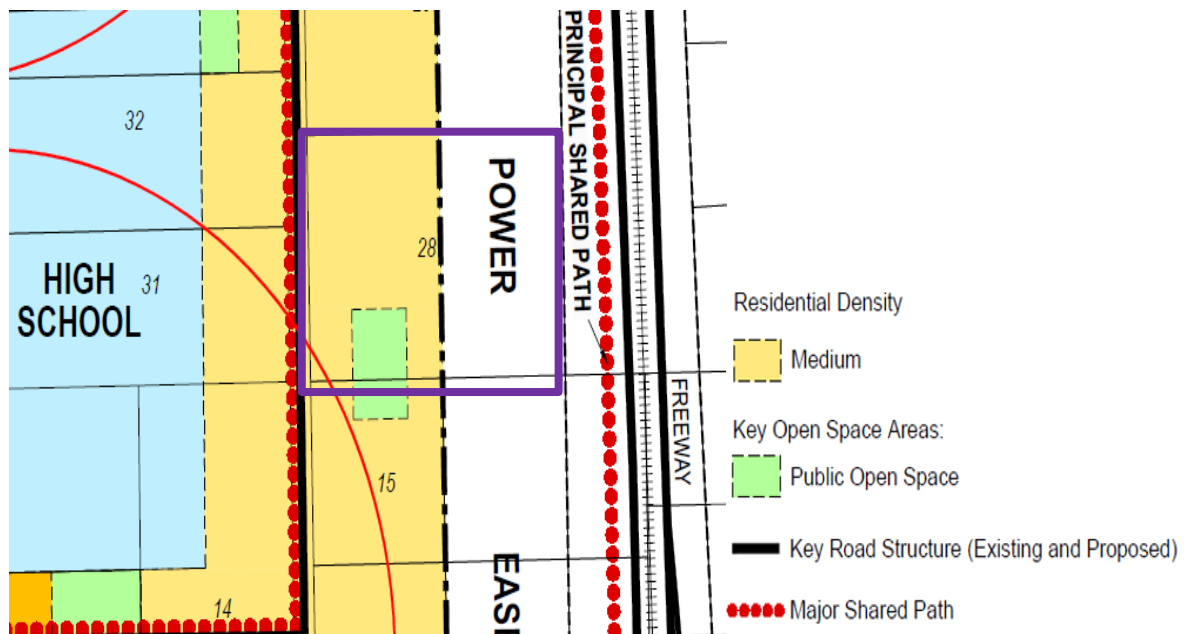 32
HIGH
SCHOOL
31
14
28
15
POWER
EASE
PRINCIPAL SHARED PATH
FREEWAY
Residential Density
Medium
Key Open Space Areas:
Public Open Space
Key Road Structure (Existing and Proposed)
Major Shared Path